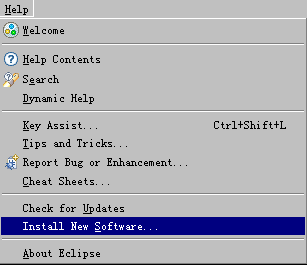 Help
Welcome
Help Contents
Search
Dynamic Help
Key Assist... Ctrl+Shift+L
Tips and Tricks...
Report Bug or Enhancement...
Cheat Sheets...
Check for Updates
Install New Software...
About Eclipse